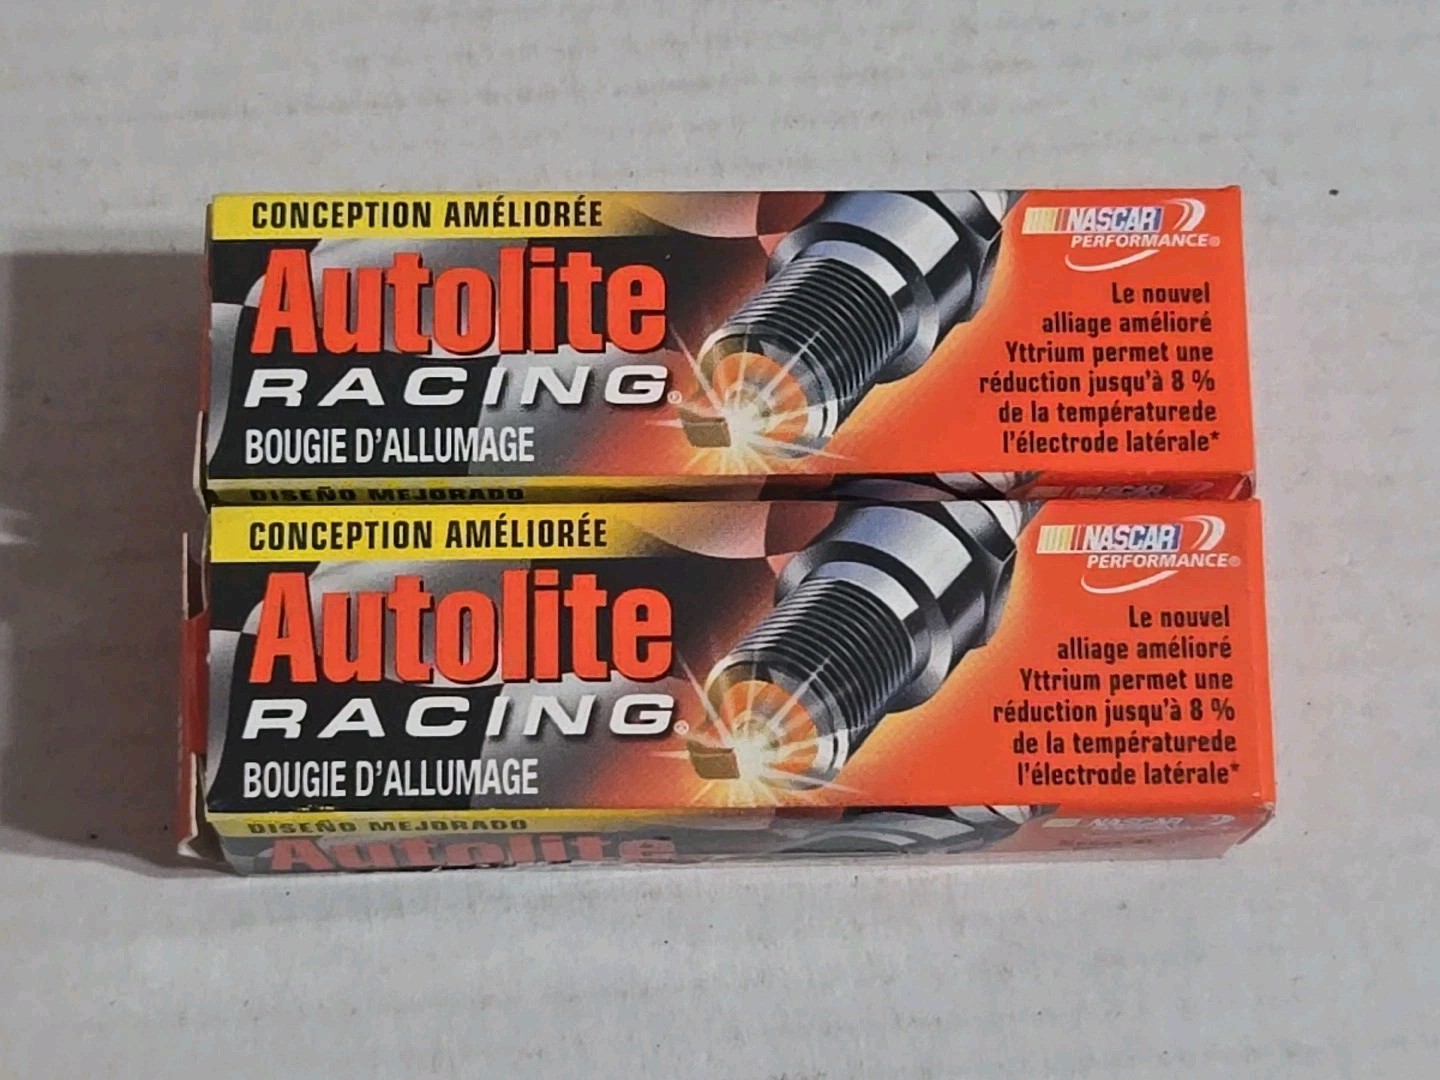 CONCEPTION AMÉLIORÉE
Autolite
RACING®
BOUGIE D'ALLUMAGE
NASCAR
PERFORMANCE®
Le nouvel
alliage amélioré
Yttrium permet une
réduction jusqu'à 8 %
de la températurede
l'électrode latérale*
DISEÑO MEJORADO
NASCAR
CONCEPTION AMÉLIORÉE
Autolite
RACING®
BOUGIE D'ALLUMAGE
NASCAR
PERFORMANCE®
Le nouvel
alliage amélioré
Yttrium permet une
réduction jusqu'à 8 %
de la températurede
l'électrode latérale*
DISEÑO MEJORADO
Autolite
NASCAR